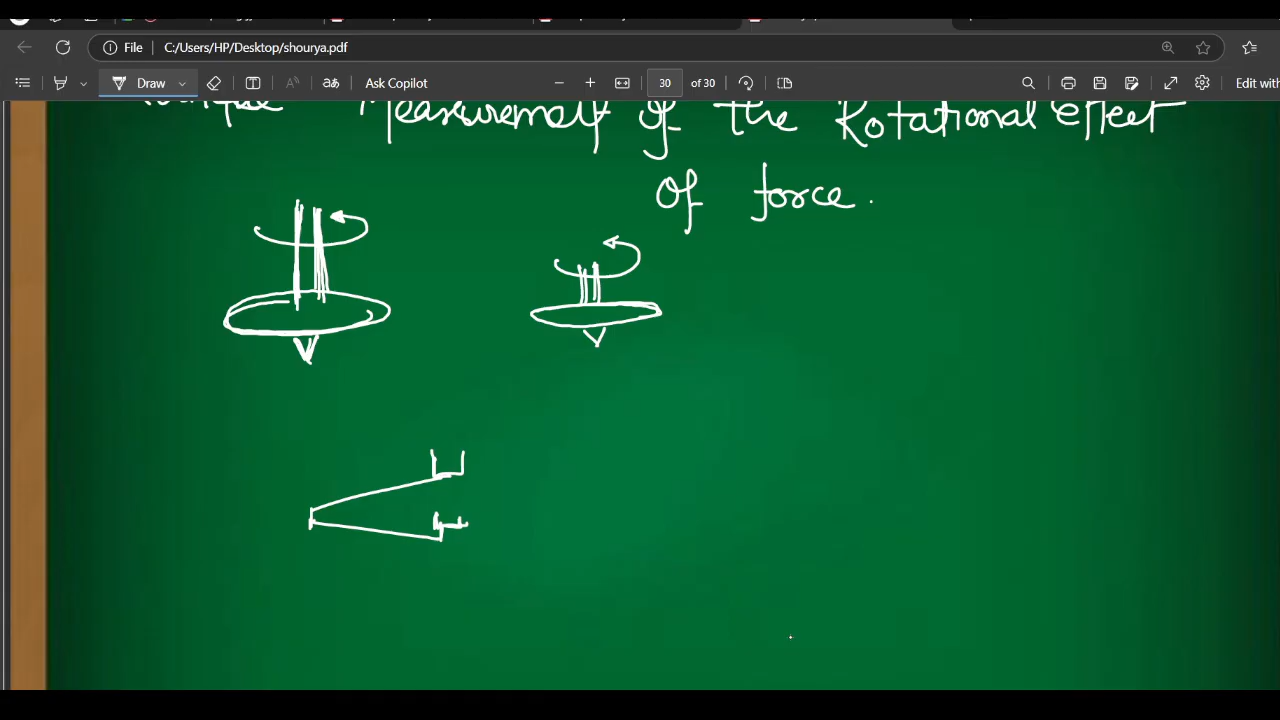 File C:/Users/HP/Desktop/shourya.pdf
Draw Ask Copilot 30 of 30 Edit with
Measurement of the Rotational effect
of force.